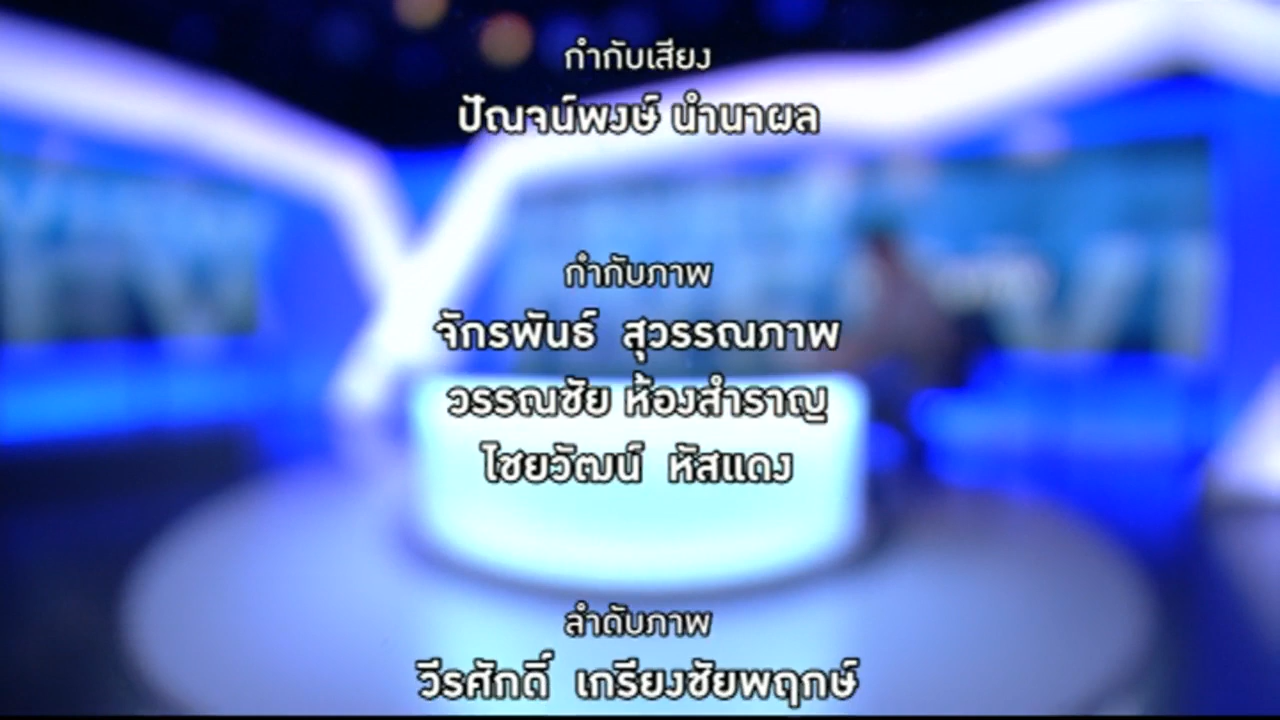 กำกับเสียง
ปัณจน์พงษ์ นำนาผล
กำกับภาพ
จักรพันธ์ สุวรรณภาพ
วรรณชัย ห้องสำราญ
ไชยวัฒน์ หัสแดง
ลำดับภาพ
วีรศักดิ์ เกรียงชัยพฤกษ์